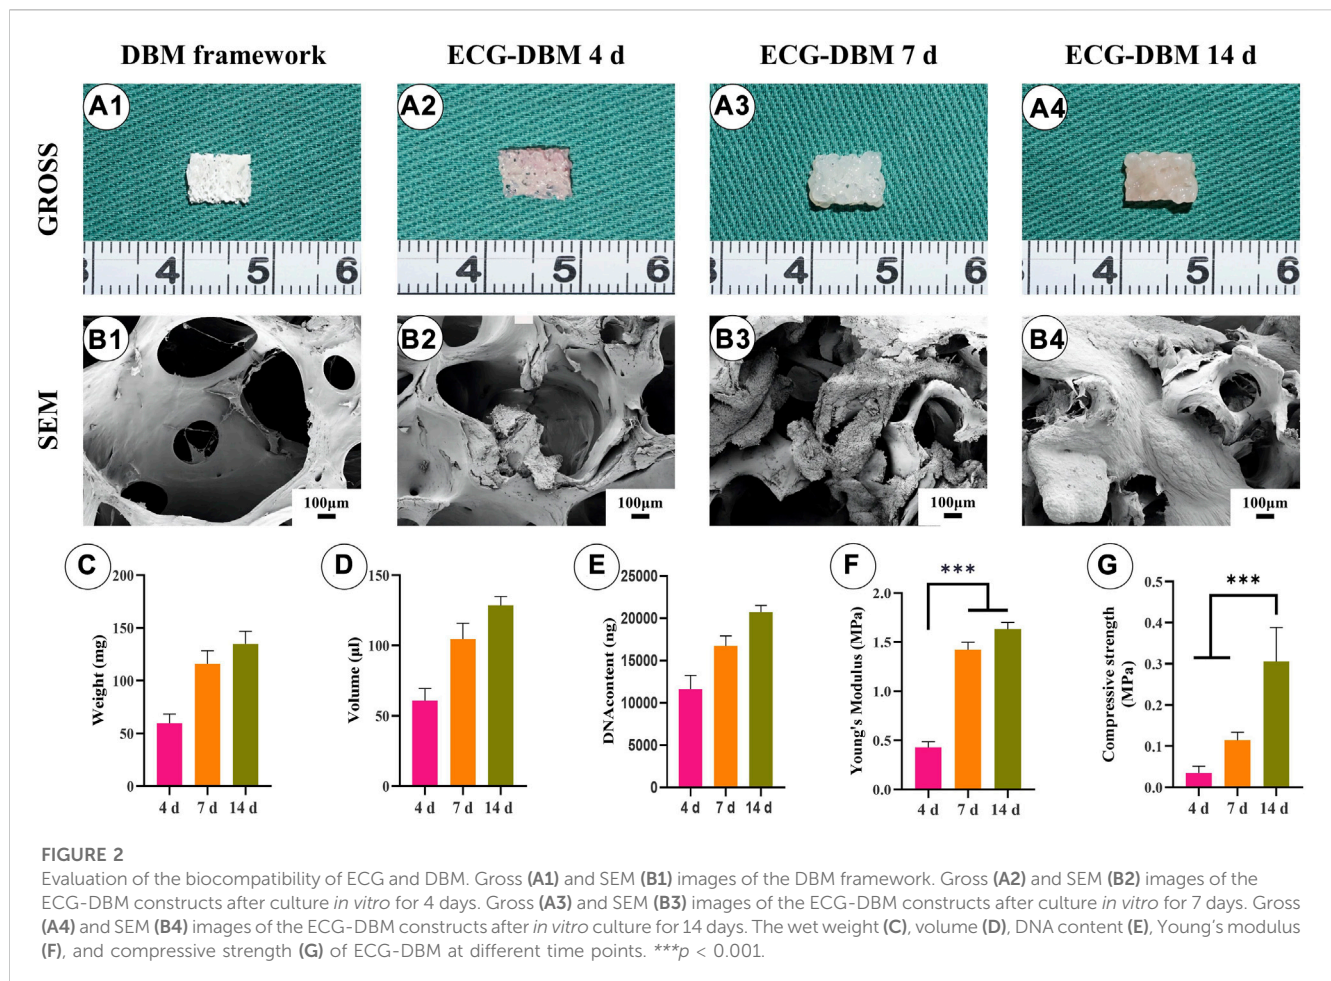 DBM framework
ECG-DBM 4 d
ECG-DBM 7 d
ECG-DBM 14 d
GROSS
A1
A2
A3
A4
3 4 5 6
4 5 6
4 5 6
4 5 6
SEM
B1
B2
B3
B4
100μm
100μm
100μm
100μm
C
Weight (mg)
200
150
100
50
0
4 d 7 d 14 d
D
Volume (μl)
150
100
50
0
4 d 7 d 14 d
E
DNAcontent (ng)
25000
20000
15000
10000
5000
0
4 d 7 d 14 d
F
Young's Modulus (MPa)
***
2.0
1.5
1.0
0.5
0.0
4 d 7 d 14 d
G
Compressive strength
(MPa)
***
0.5
0.4
0.3
0.2
0.1
0.0
4 d 7 d 14 d
FIGURE 2
Evaluation of the biocompatibility of ECG and DBM. Gross (A1) and SEM (B1) images of the DBM framework. Gross (A2) and SEM (B2) images of the
ECG-DBM constructs after culture in vitro for 4 days. Gross (A3) and SEM (B3) images of the ECG-DBM constructs after culture in vitro for 7 days. Gross
(A4) and SEM (B4) images of the ECG-DBM constructs after in vitro culture for 14 days. The wet weight (C), volume (D), DNA content (E), Young's modulus
(F), and compressive strength (G) of ECG-DBM at different time points. ***p < 0.001.